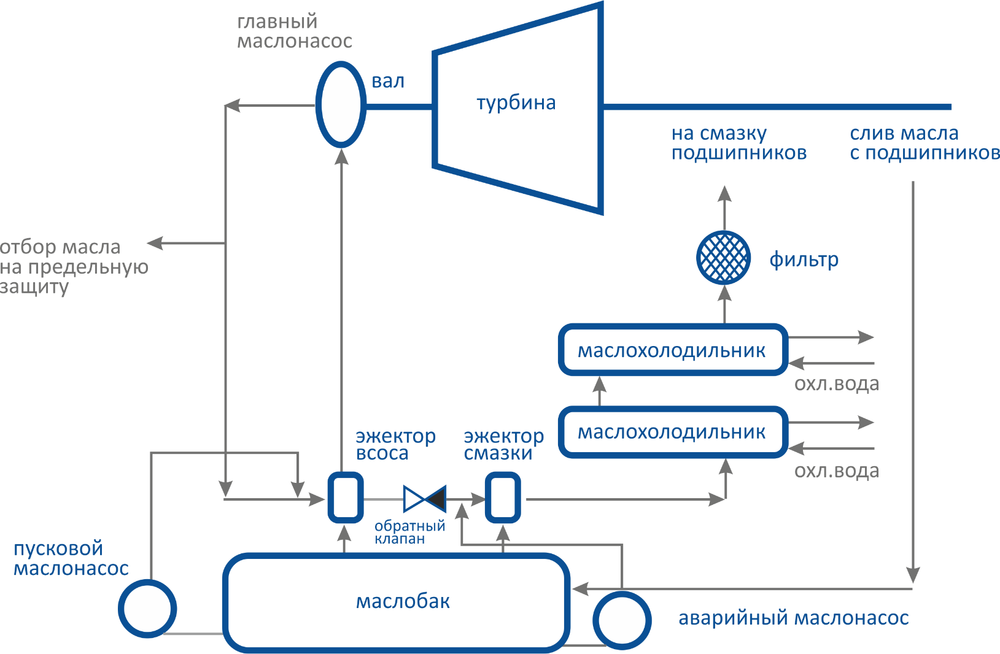 главный
маслонасос
вал
турбина
на смазку
подшипников
слив масла
с подшипников
отбор масла
на предельную
защиту
фильтр
маслохолодильник
охл.вода
маслохолодильник
охл.вода
эжектор
всоса
эжектор
смазки
обратный
клапан
пусковой
маслонасос
маслобак
аварийный маслонасос